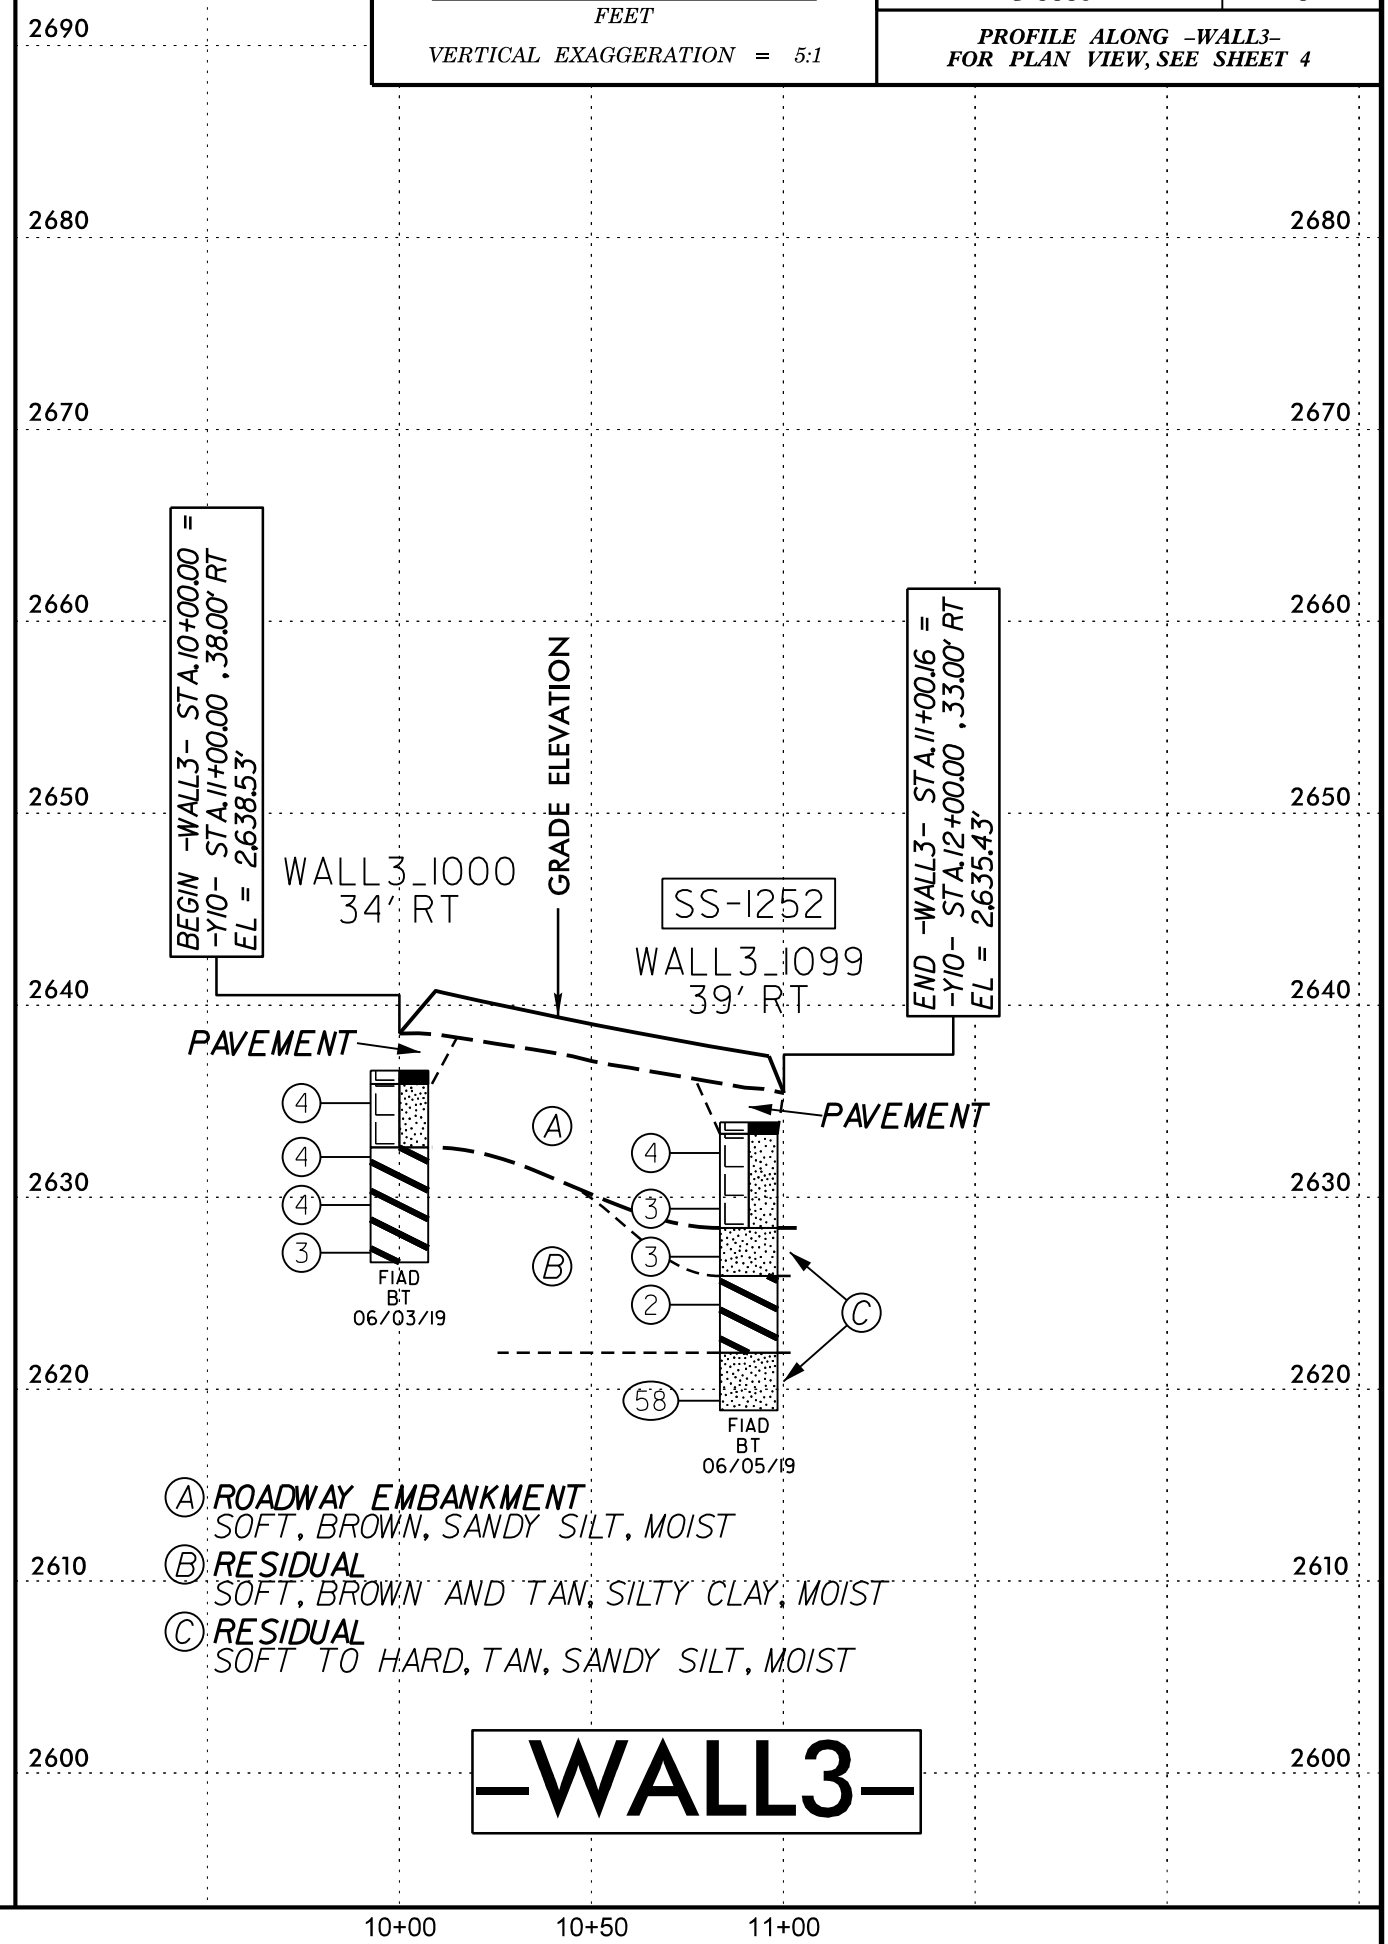 FEET
VERTICAL EXAGGERATION = 5:1
PROFILE ALONG –WALL3–
FOR PLAN VIEW, SEE SHEET 4
2690
2680
2680
2670
2670
2660
2660
2650
2650
2640
2640
2630
2630
2620
2620
2610
2610
2600
2600
BEGIN -WALL3- STA. 10+00.00 =
-Y10- STA. 11+00.00 , 38.00' RT
EL = 2,638.53'
END -WALL3- STA. 11+00.16 =
-Y10- STA. 12+00.00 , 33.00' RT
EL = 2,635.43'
GRADE ELEVATION
WALL3_1000
34' RT
SS-1252
WALL3_1099
39' RT
PAVEMENT
PAVEMENT
4
4
4
3
FIAD
BT
06/03/19
A
B
4
3
3
2
58
C
FIAD
BT
06/05/19
A ROADWAY EMBANKMENT
SOFT, BROWN, SANDY SILT, MOIST
B RESIDUAL
SOFT, BROWN AND TAN, SILTY CLAY, MOIST
C RESIDUAL
SOFT TO HARD, TAN, SANDY SILT, MOIST
–WALL3–
10+00
10+50
11+00